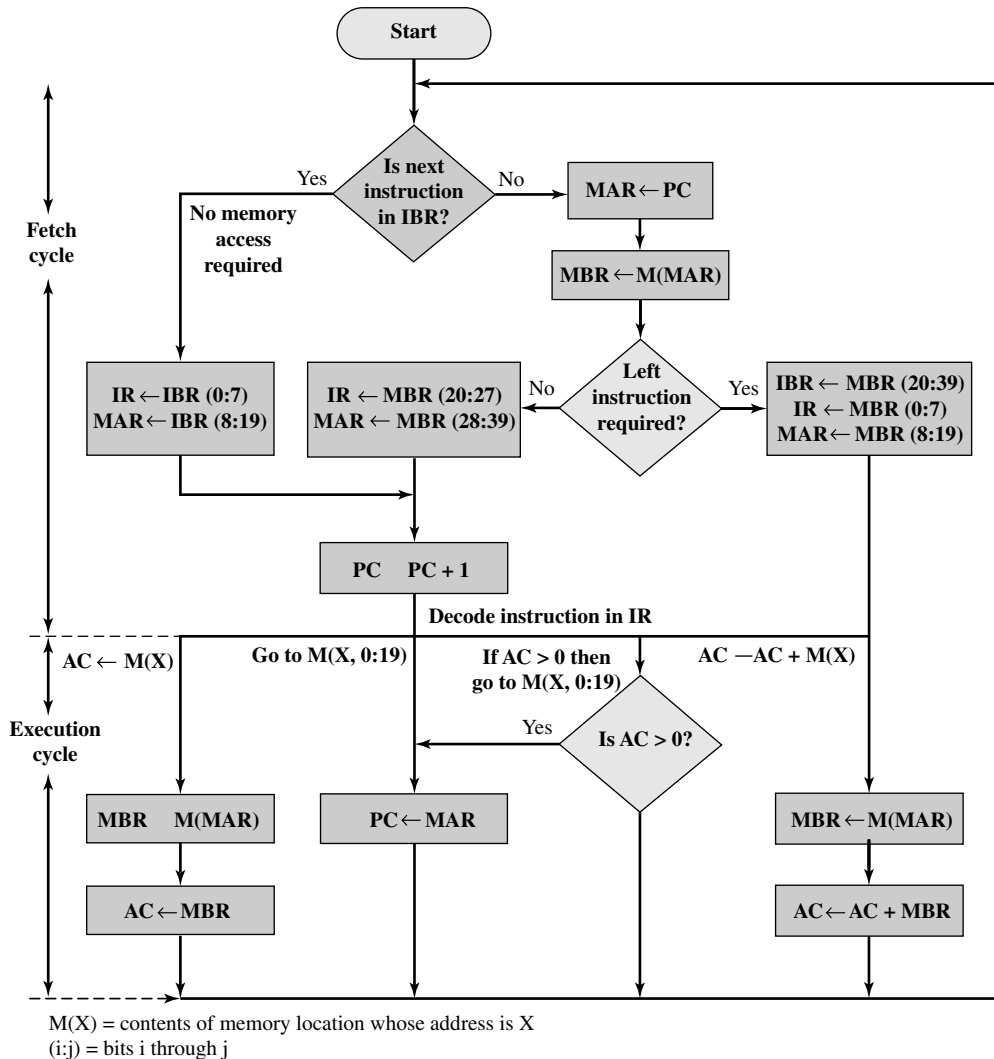 Start
Is next
instruction
in IBR?
Yes
No
MAR ← PC
No memory
access
required
Fetch
cycle
MBR ← M(MAR)
Left
instruction
required?
No
Yes
IR ← IBR (0:7)
MAR ← IBR (8:19)
IR ← MBR (20:27)
MAR ← MBR (28:39)
IBR ← MBR (20:39)
IR ← MBR (0:7)
MAR ← MBR (8:19)
PC PC + 1
Decode instruction in IR
AC ← M(X)
Go to M(X, 0:19)
If AC > 0 then
go to M(X, 0:19)
AC —AC + M(X)
Execution
cycle
Yes
Is AC > 0?
MBR M(MAR)
PC ← MAR
MBR ← M(MAR)
AC ← MBR
AC ← AC + MBR
M(X) = contents of memory location whose address is X
(i:j) = bits i through j